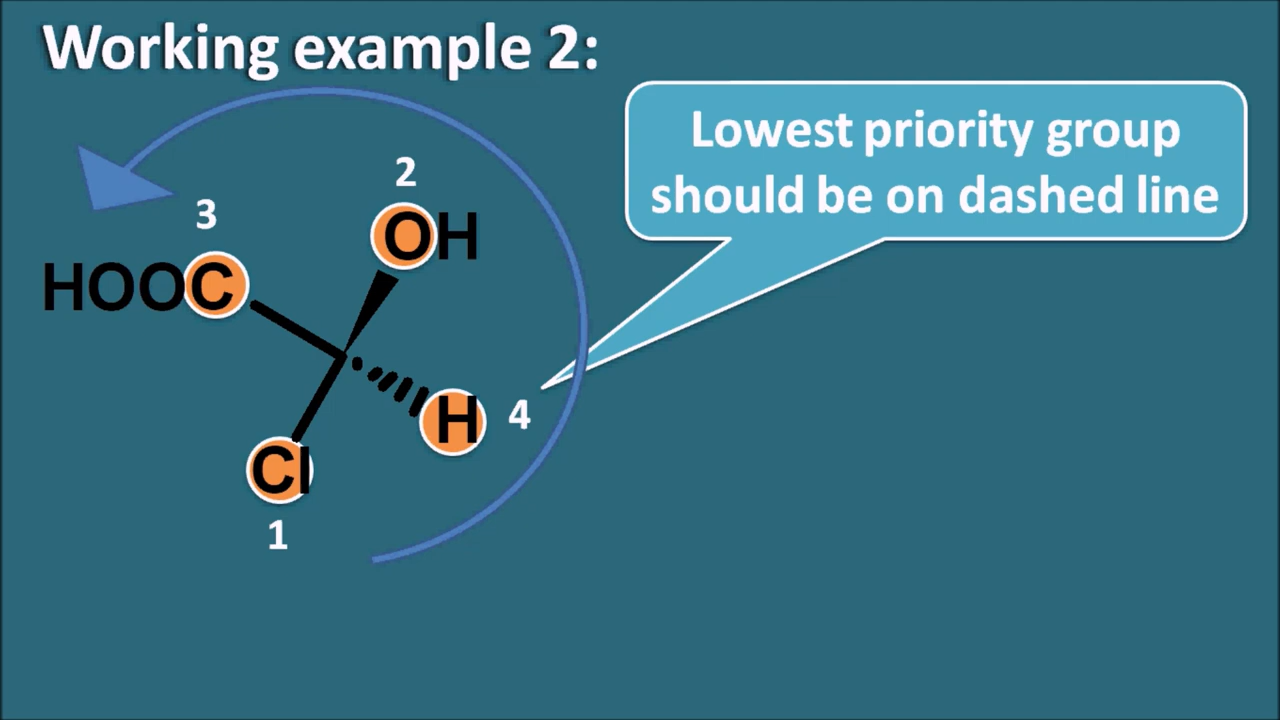 Working example 2:
Lowest priority group
should be on dashed line
2
OH
3
HOOC
H
4
Cl
1